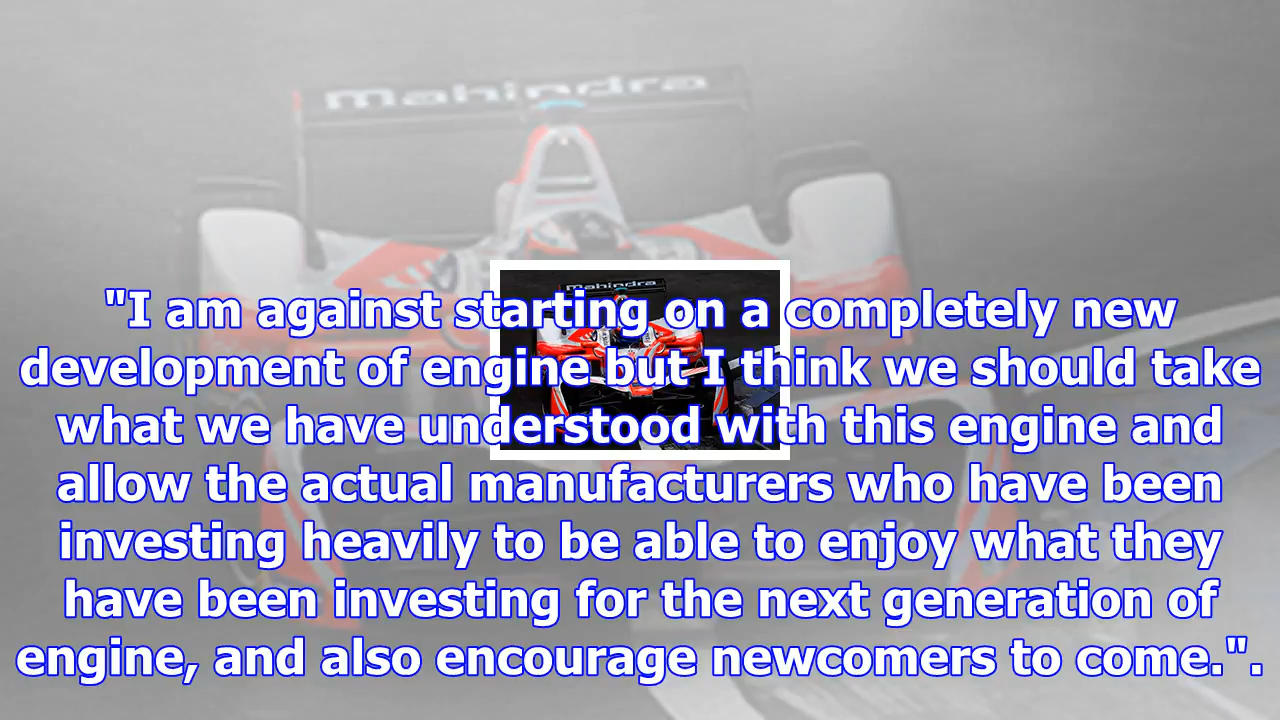 Mahindra
Mahindra
"I am against starting on a completely new
development of engine but I think we should take
what we have understood with this engine and
allow the actual manufacturers who have been
investing heavily to be able to enjoy what they
have been investing for the next generation of
engine, and also encourage newcomers to come.".